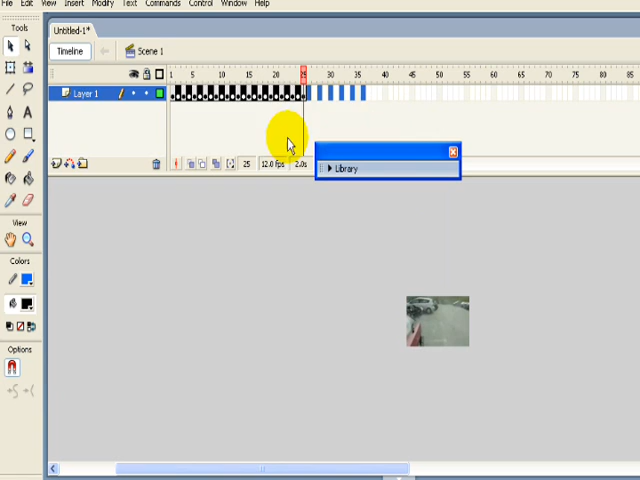 File Edit View Insert Modify Text Commands Control Window Help
Tools
Untitled-1*
Timeline
Scene 1
1 5 10 15 20 25 30 35 40 45 50 55 60 65 70 75 80 85
Layer 1
25 12.0 fps 2.0s
Library
View
Colors
Options